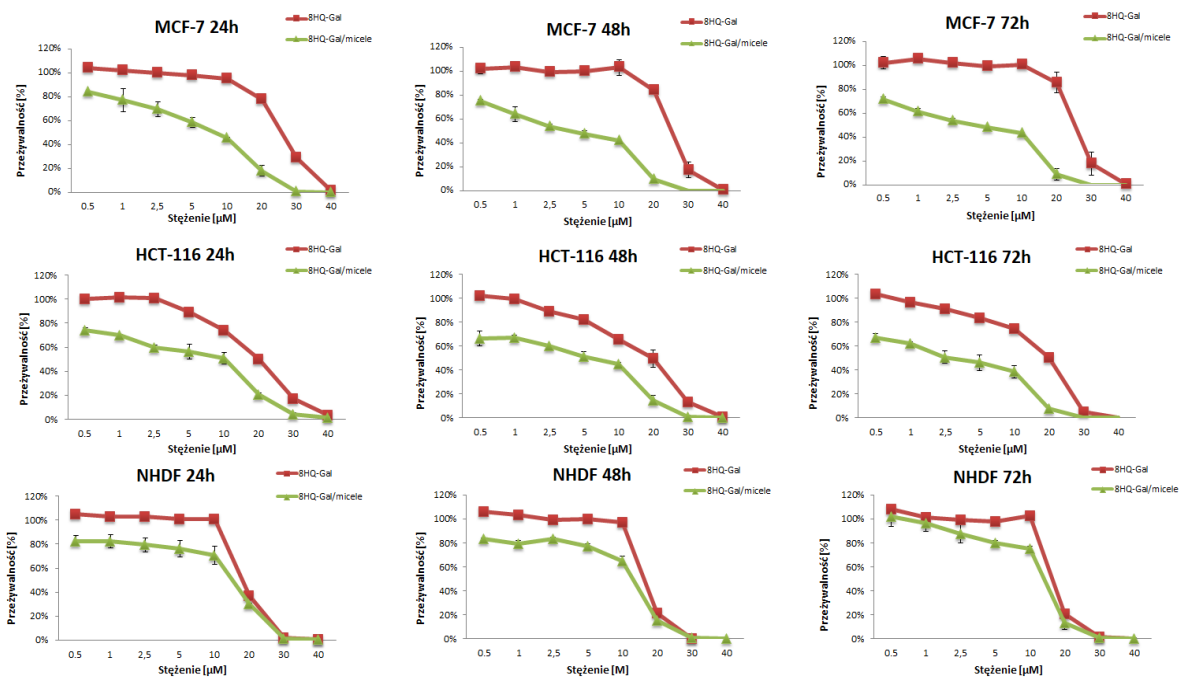 MCF-7 24h
8HQ-Gal
8HQ-Gal/micele
Przeżywalność [%]
120%
100%
80%
60%
40%
20%
0%
0.5 1 2,5 5 10 20 30 40
Stężenie [µM]
MCF-7 48h
8HQ-Gal
8HQ-Gal/micele
Przeżywalność [%]
120%
100%
80%
60%
40%
20%
0%
0.5 1 2,5 5 10 20 30 40
Stężenie [µM]
MCF-7 72h
8HQ-Gal
8HQ-Gal/micele
Przeżywalność [%]
120%
100%
80%
60%
40%
20%
0%
0.5 1 2,5 5 10 20 30 40
Stężenie [µM]
HCT-116 24h
8HQ-Gal
8HQ-Gal/micele
Przeżywalność [%]
120%
100%
80%
60%
40%
20%
0%
0.5 1 2,5 5 10 20 30 40
Stężenie [µM]
HCT-116 48h
8HQ-Gal
8HQ-Gal/micele
Przeżywalność [%]
120%
100%
80%
60%
40%
20%
0%
0.5 1 2,5 5 10 20 30 40
Stężenie [µM]
HCT-116 72h
8HQ-Gal
8HQ-Gal/micele
Przeżywalność [%]
120%
100%
80%
60%
40%
20%
0%
0.5 1 2,5 5 10 20 30 40
Stężenie [µM]
NHDF 24h
8HQ-Gal
8HQ-Gal/micele
Przeżywalność [%]
120%
100%
80%
60%
40%
20%
0%
0.5 1 2,5 5 10 20 30 40
Stężenie [µM]
NHDF 48h
8HQ-Gal
8HQ-Gal/micele
Przeżywalność [%]
120%
100%
80%
60%
40%
20%
0%
0.5 1 2,5 5 10 20 30 40
Stężenie [M]
NHDF 72h
8HQ-Gal
8HQ-Gal/micele
Przeżywalność [%]
120%
100%
80%
60%
40%
20%
0%
0.5 1 2,5 5 10 20 30 40
Stężenie [µM]